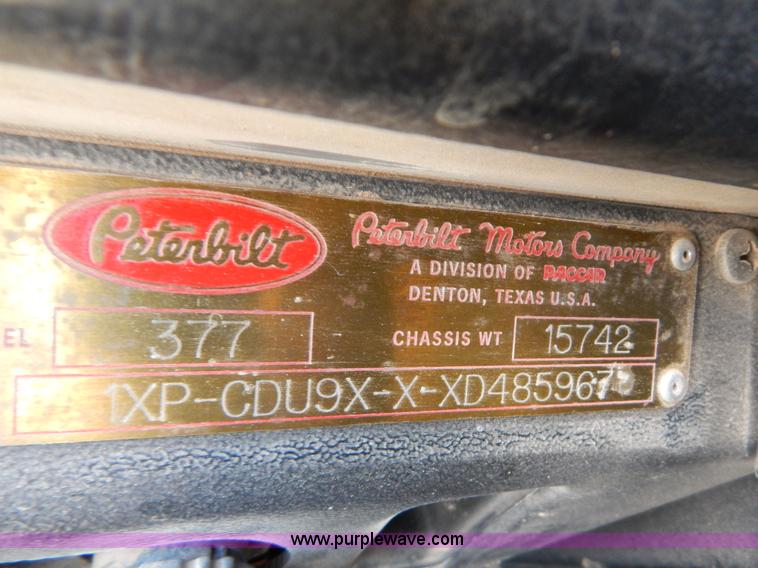 Peterbilt
Peterbilt Motors Company
A DIVISION OF PACCAR
DENTON, TEXAS U.S.A.
EL 377 CHASSIS WT 15742
1XP-CDU9X-X-XD485967
www.purplewave.com